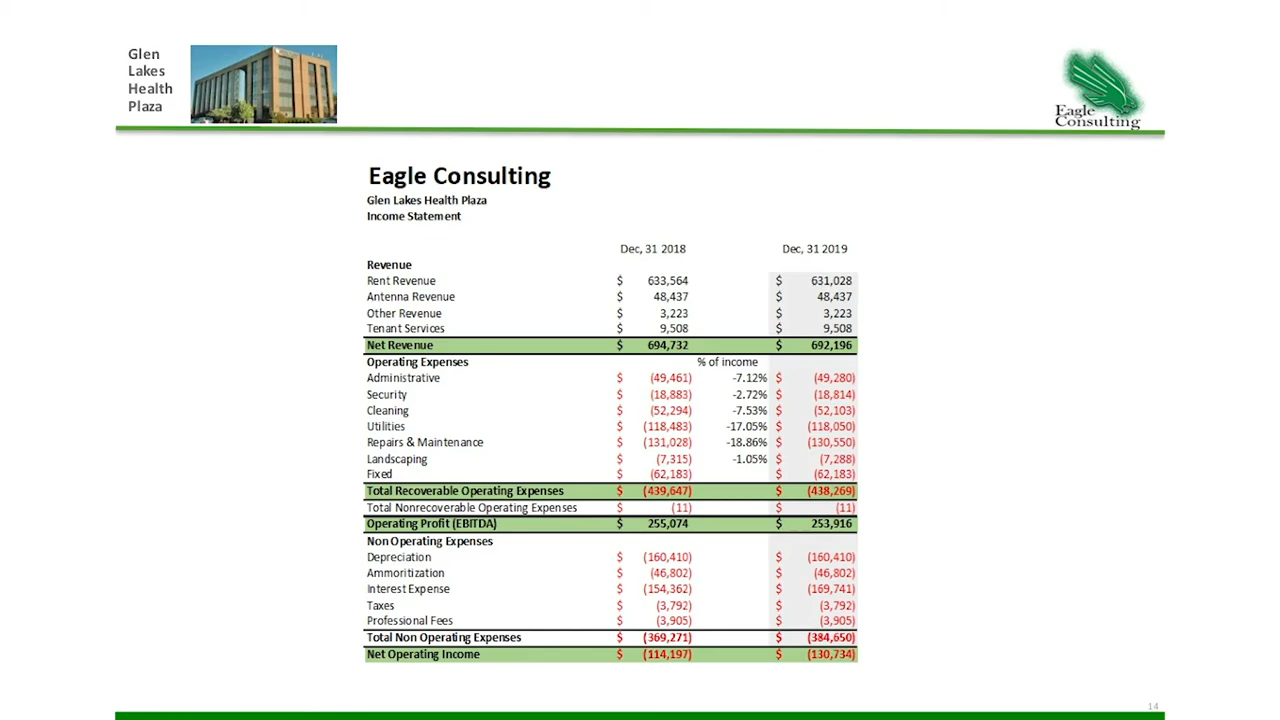 Glen
Lakes
Health
Plaza
Eagle
Consulting
Eagle Consulting
Glen Lakes Health Plaza
Income Statement
Dec, 31 2018 Dec, 31 2019
Revenue
Rent Revenue $ 633,564 $ 631,028
Antenna Revenue $ 48,437 $ 48,437
Other Revenue $ 3,223 $ 3,223
Tenant Services $ 9,508 $ 9,508
Net Revenue $ 694,732 $ 692,196
Operating Expenses % of income
Administrative $ (49,461) -7.12% $ (49,280)
Security $ (18,883) -2.72% $ (18,814)
Cleaning $ (52,294) -7.53% $ (52,103)
Utilities $ (118,483) -17.05% $ (118,050)
Repairs & Maintenance $ (131,028) -18.86% $ (130,550)
Landscaping $ (7,315) -1.05% $ (7,288)
Fixed $ (62,183) $ (62,183)
Total Recoverable Operating Expenses $ (439,647) $ (438,269)
Total Nonrecoverable Operating Expenses $ (11) $ (11)
Operating Profit (EBITDA) $ 255,074 $ 253,916
Non Operating Expenses
Depreciation $ (160,410) $ (160,410)
Ammoritization $ (46,802) $ (46,802)
Interest Expense $ (154,362) $ (169,741)
Taxes $ (3,792) $ (3,792)
Professional Fees $ (3,905) $ (3,905)
Total Non Operating Expenses $ (369,271) $ (384,650)
Net Operating Income $ (114,197) $ (130,734)
14